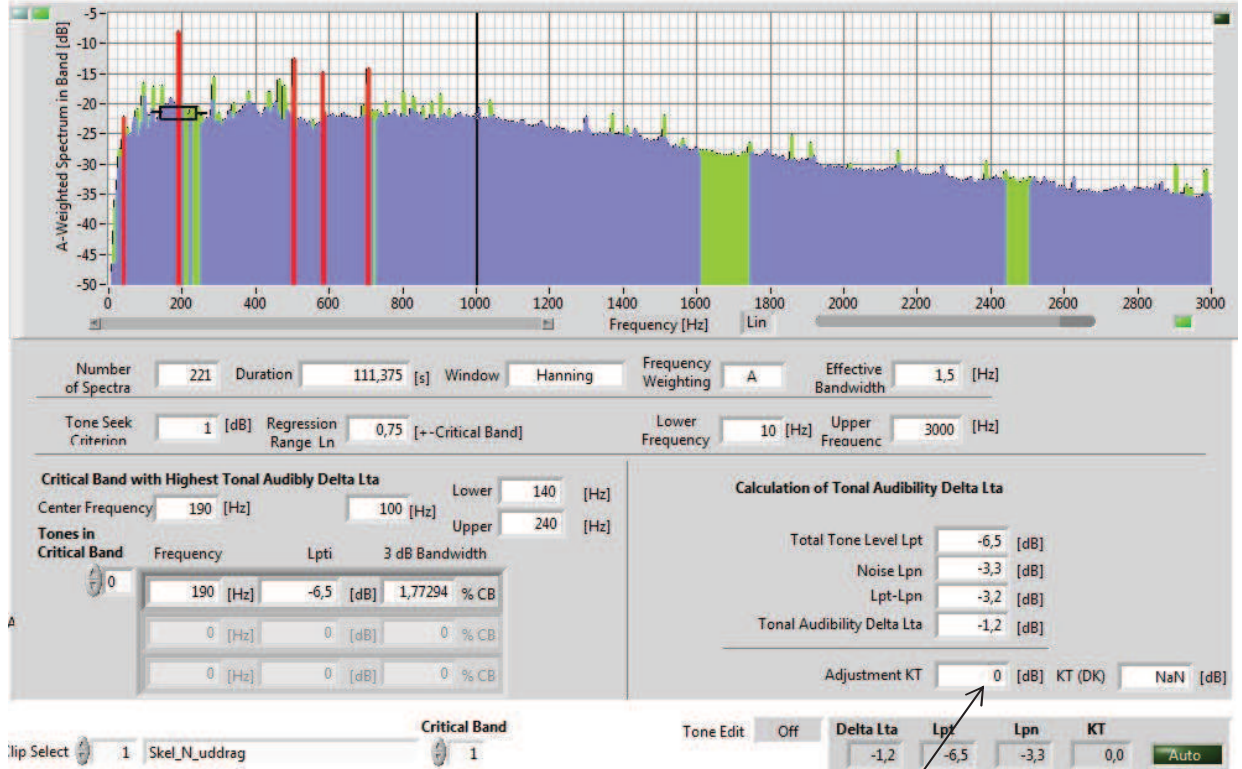 A-Weighted Spectrum in Band [dB]
-5
-10
-15
-20
-25
-30
-35
-40
-45
-50
0 200 400 600 800 1000 1200 1400 1600 1800 2000 2200 2400 2600 2800 3000
Frequency [Hz] Lin
Number of Spectra 221 Duration 111,375 [s] Window Hanning Frequency Weighting A Effective Bandwidth 1,5 [Hz]
Tone Seek Criterion 1 [dB] Regression Range Ln 0,75 [+-Critical Band] Lower Frequency 10 [Hz] Upper Frequenc 3000 [Hz]
Critical Band with Highest Tonal Audibly Delta Lta
Center Frequency 190 [Hz] 100 [Hz] Lower 140 [Hz]
Upper 240 [Hz]
Tones in Critical Band Frequency Lpti 3 dB Bandwidth
0
190 [Hz] -6,5 [dB] 1,77294 % CB
0 [Hz] 0 [dB] 0 % CB
0 [Hz] 0 [dB] 0 % CB
Calculation of Tonal Audibility Delta Lta
Total Tone Level Lpt -6,5 [dB]
Noise Lpn -3,3 [dB]
Lpt-Lpn -3,2 [dB]
Tonal Audibility Delta Lta -1,2 [dB]
Adjustment KT 0 [dB] KT (DK) NaN [dB]
lip Select 1 Skel_N_uddrag
Critical Band
1
Tone Edit Off
Delta Lta Lpt Lpn KT
-1,2 -6,5 -3,3 0,0 Auto